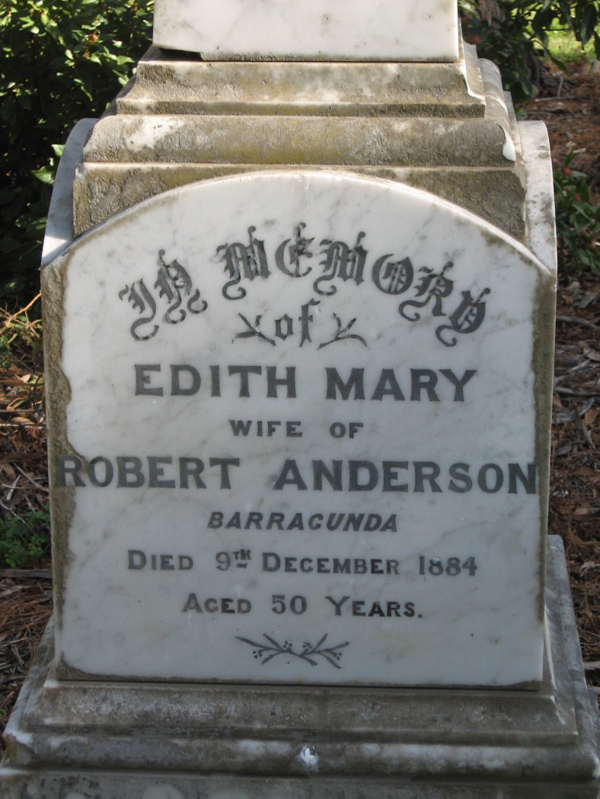 IN MEMORY
of
EDITH MARY
WIFE OF
ROBERT ANDERSON
BARRACUNDA
DIED 9TH DECEMBER 1884
AGED 50 YEARS.